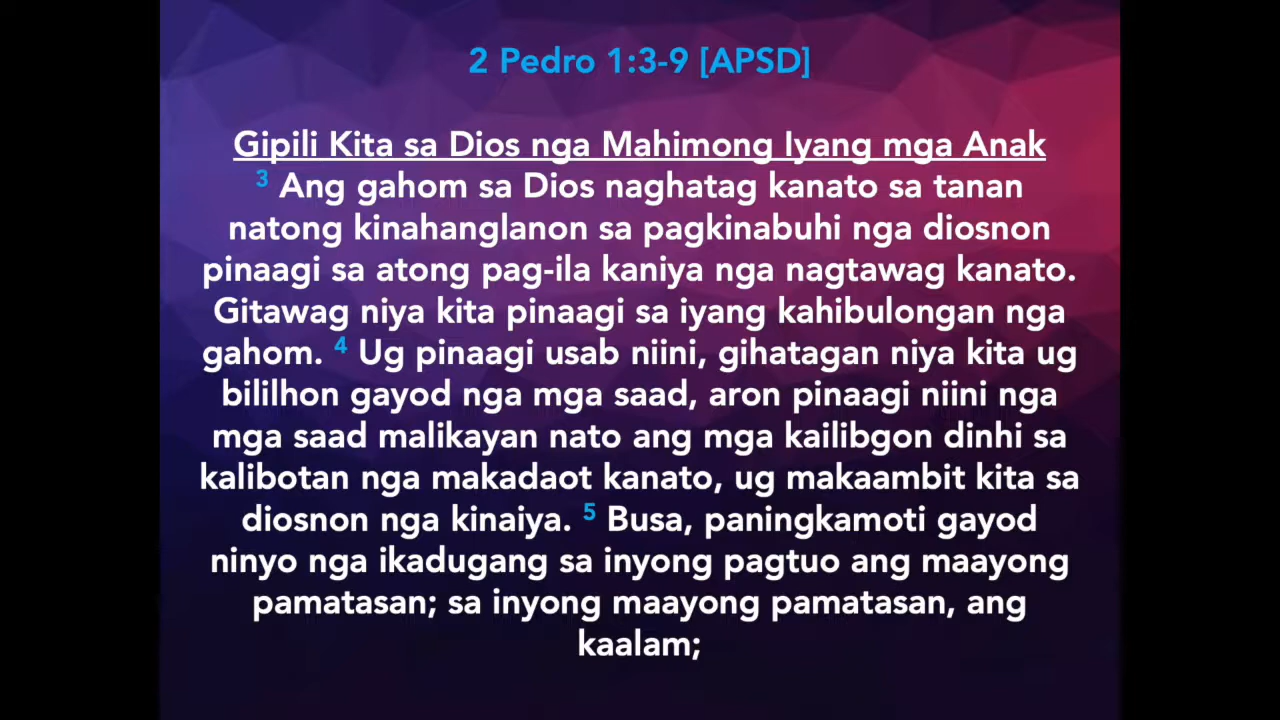 2 Pedro 1:3-9 [APSD]
Gipili Kita sa Dios nga Mahimong Iyang mga Anak
3 Ang gahom sa Dios naghatag kanato sa tanan
natong kinahanglanon sa pagkinabuhi nga diosnon
pinaagi sa atong pag-ila kaniya nga nagtawag kanato.
Gitawag niya kita pinaagi sa iyang kahibulongan nga
gahom. 4 Ug pinaagi usab niini, gihatagan niya kita ug
bililhon gayod nga mga saad, aron pinaagi niini nga
mga saad malikayan nato ang mga kailibgon dinhi sa
kalibotan nga makadaot kanato, ug makaambit kita sa
diosnon nga kinaiya. 5 Busa, paningkamoti gayod
ninyo nga ikadugang sa inyong pagtuo ang maayong
pamatasan; sa inyong maayong pamatasan, ang
kaalam;